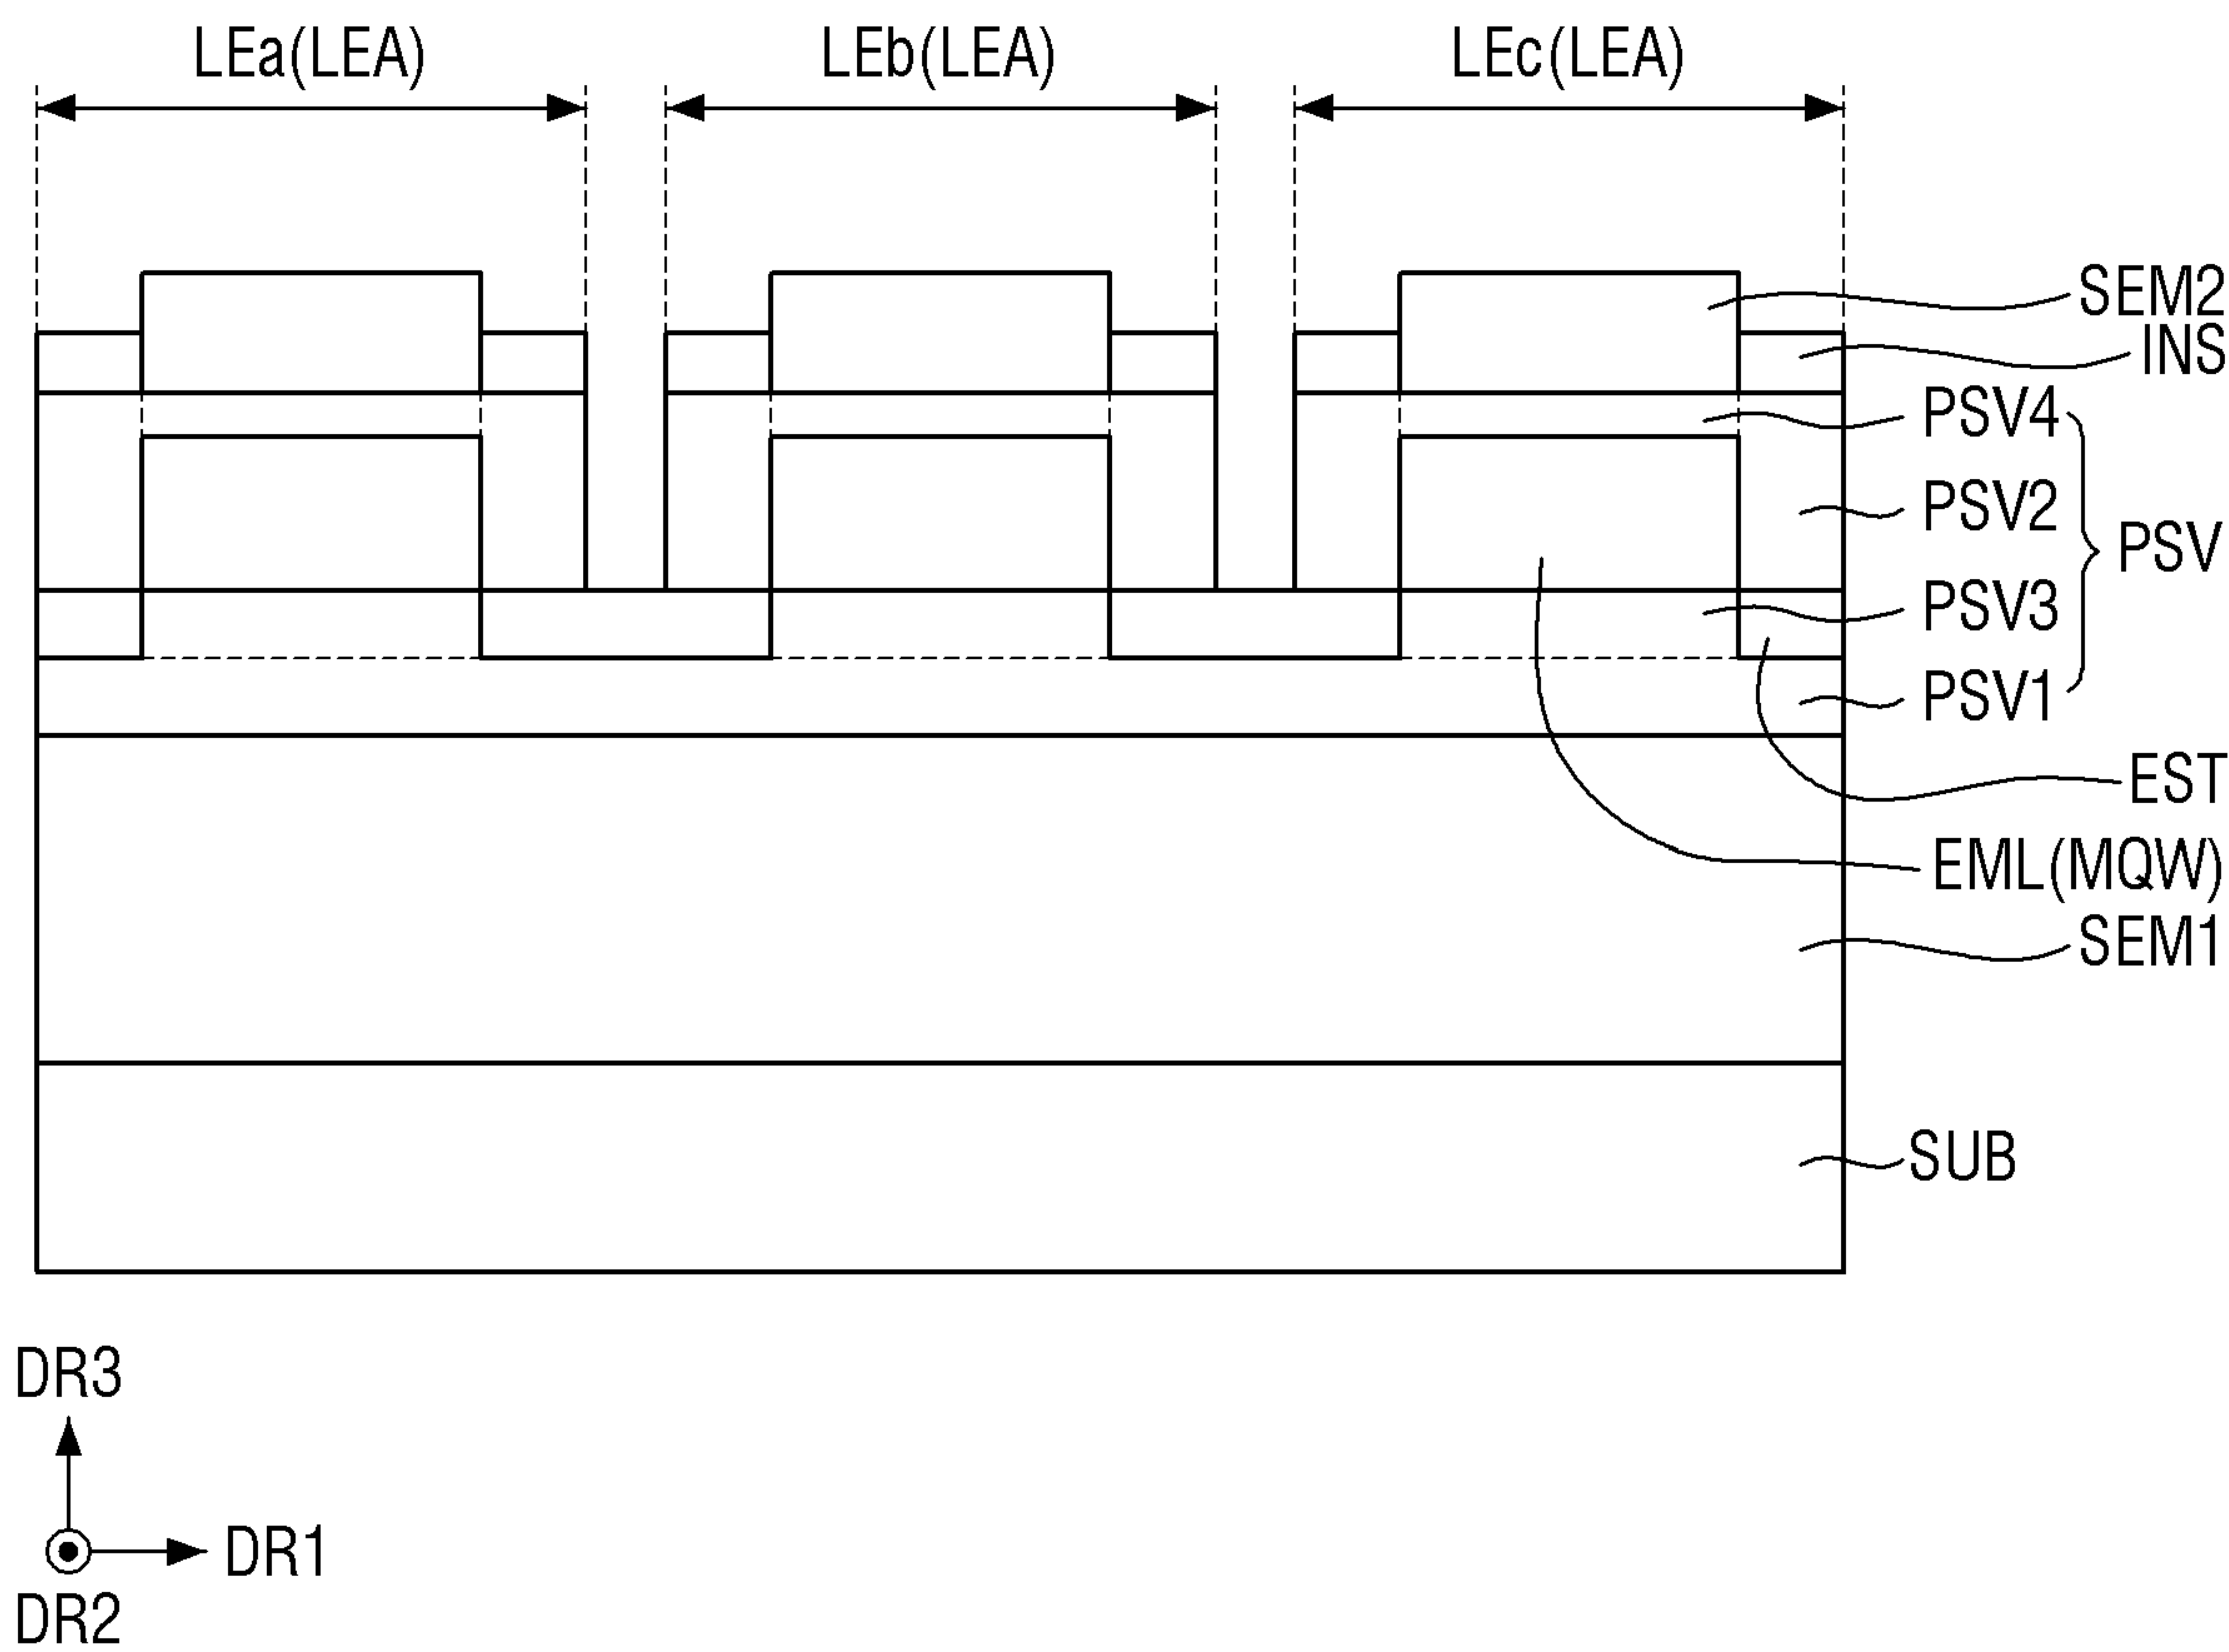 LEa(LEA)
LEb(LEA)
LEc(LEA)
SEM2
INS
PSV4
PSV2
PSV
PSV3
PSV1
EST
EML(MQW)
SEM1
SUB
DR3
DR1
DR2